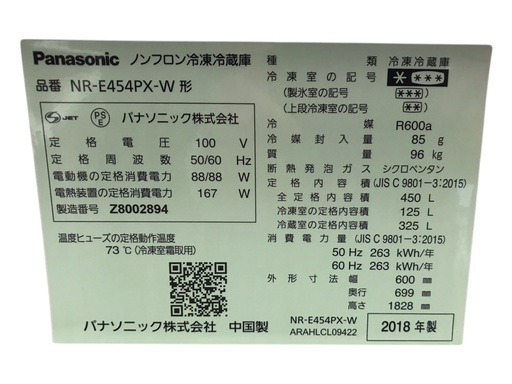 Panasonic ノンフロン冷凍冷蔵庫
品番 NR-E454PX-W 形
JET PS E パナソニック株式会社
定格電圧 100 V
定格周波数 50/60 Hz
電動機の定格消費電力 88/88 W
電熱装置の定格消費電力 167 W
製造番号 Z8002894
温度ヒューズの定格動作温度
73℃(冷凍室霜取用)
パナソニック株式会社 中国製
種類 冷凍冷蔵庫
冷凍室の記号 ****
(製氷室の記号 ***)
(上段冷凍室の記号 ***)
冷媒 R600a
冷媒封入量 85 g
質量 96 kg
断熱発泡ガス シクロペンタン
定格内容積 (JIS C 9801-3:2015)
全定格内容積 450 L
冷凍室の定格内容積 125 L
冷蔵室の定格内容積 325 L
消費電力量 (JIS C 9801-3:2015)
50 Hz 263 kWh/年
60 Hz 263 kWh/年
外形寸法 幅 600 mm
奥行 699 mm
高さ 1828 mm
NR-E454PX-W
ARAHLCL09422
2018 年製